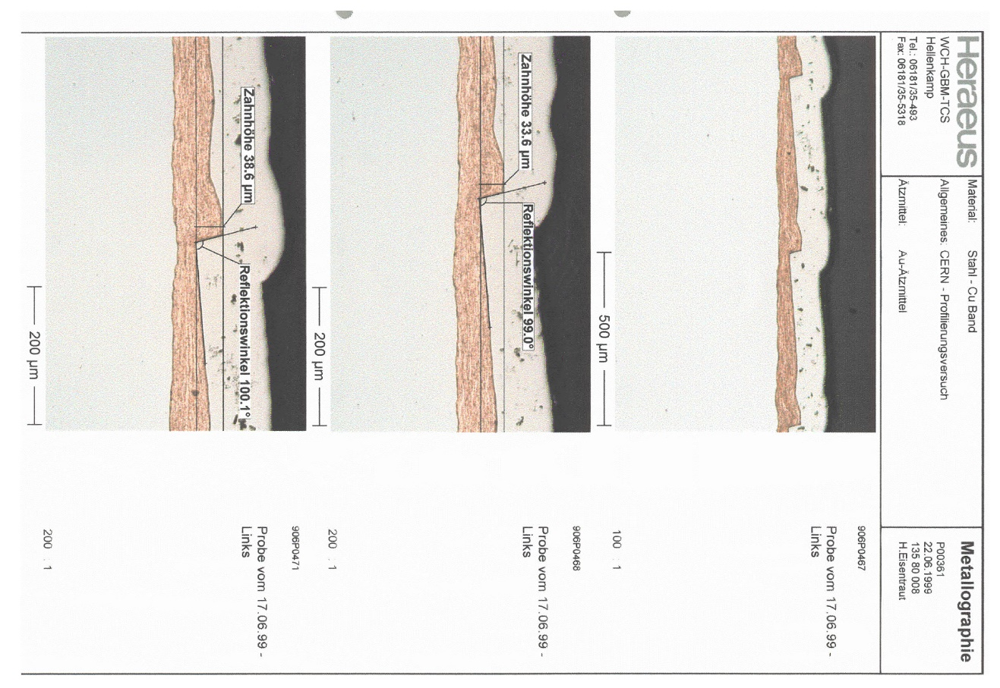 Heraeus
WCH-GBM-TCS
Hellenkamp
Tel.: 06181/35-493
Fax: 06181/35-5318
Material: Stahl - Cu Band
Allgemeines: CERN - Profilierungsversuch
Ätzmittel: Au-Ätzmittel
Metallographie
P00361
22.06.1999
135 80 008
H.Eisentraut
500 µm
906P0467
Probe vom 17.06.99 -
Links
100 : 1
Zahnhöhe 33.6 µm
Reflektionswinkel 99.0°
200 µm
906P0468
Probe vom 17.06.99 -
Links
200 : 1
Zahnhöhe 38.6 µm
Reflektionswinkel 100.1°
200 µm
906P0471
Probe vom 17.06.99 -
Links
200 : 1